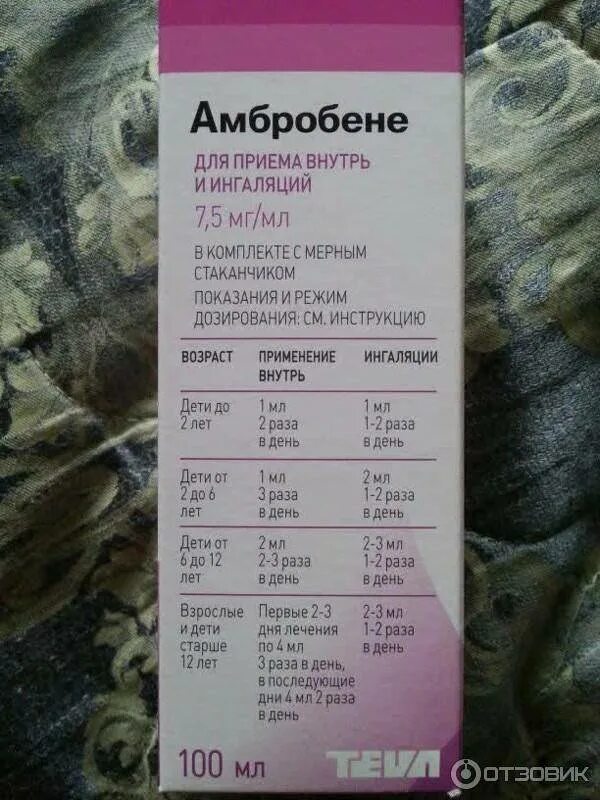 Амбробене
ДЛЯ ПРИЕМА ВНУТРЬ
И ИНГАЛЯЦИЙ
7,5 мг/мл
В КОМПЛЕКТЕ С МЕРНЫМ
СТАКАНЧИКОМ
ПОКАЗАНИЯ И РЕЖИМ
ДОЗИРОВАНИЯ: СМ. ИНСТРУКЦИЮ
ВОЗРАСТ ПРИМЕНЕНИЕ ИНГАЛЯЦИИ
ВНУТРЬ
Дети до 1 мл 1 мл
2 лет 2 раза 1-2 раза
в день в день
Дети от 1 мл 2 мл
2 до 6 3 раза 1-2 раза
лет в день в день
Дети от 2 мл 2-3 мл
6 до 12 2-3 раза 1-2 раза
лет в день в день
Взрослые Первые 2-3 2-3 мл
и дети дня лечения 1-2 раза
старше по 4 мл в день
12 лет 3 раза в день,
в последующие
дни 4 мл 2 раза
в день
100 мл TEVA
ОТЗОВИК